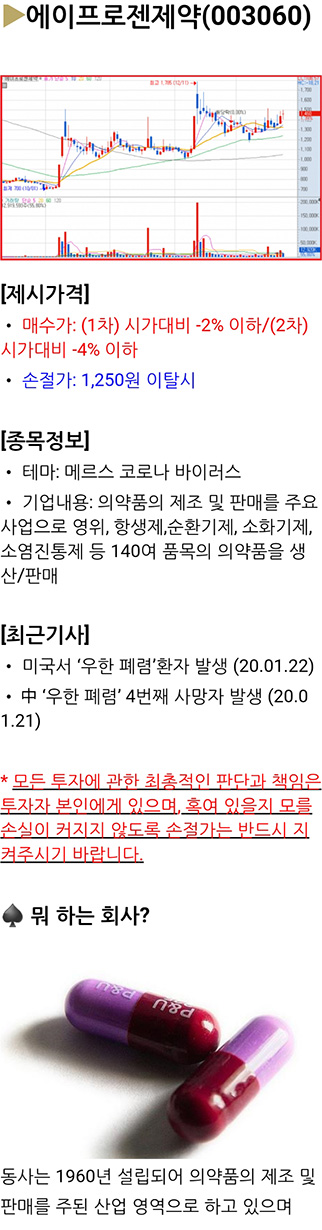 ▶에이프로젠제약(003060)
에이프로젠제약
최고 1,785 (12/11)
최저 700 (10/01)
1,700
1,600
1,500
1,300
1,200
1,100
1,000
900
800
700
200,000K
150,000K
100,000K
50,000K
[제시가격]
• 매수가: (1차) 시가대비 -2% 이하/(2차)
시가대비 -4% 이하
• 손절가: 1,250원 이탈시
[종목정보]
• 테마: 메르스 코로나 바이러스
• 기업내용: 의약품의 제조 및 판매를 주요
사업으로 영위, 항생제,순환기제, 소화기제,
소염진통제 등 140여 품목의 의약품을 생
산/판매
[최근기사]
• 미국서 ‘우한 폐렴’환자 발생 (20.01.22)
• 中 ‘우한 폐렴’ 4번째 사망자 발생 (20.0
1.21)
* 모든 투자에 관한 최종적인 판단과 책임은
투자자 본인에게 있으며, 혹여 있을지 모를
손실이 커지지 않도록 손절가는 반드시 지
켜주시기 바랍니다.
♠ 뭐 하는 회사?
P&U
P&U
동사는 1960년 설립되어 의약품의 제조 및
판매를 주된 산업 영역으로 하고 있으며